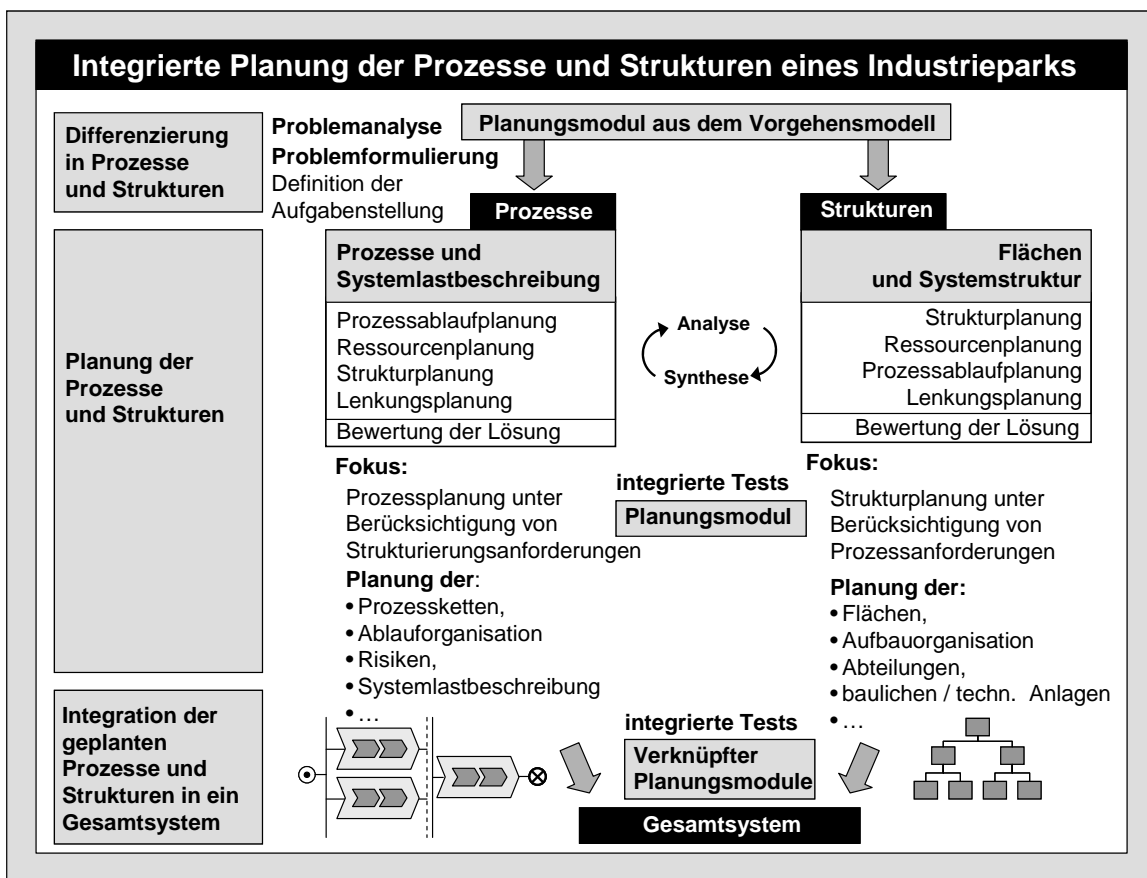 Integrierte Planung der Prozesse und Strukturen eines Industrieparks
Differenzierung
in Prozesse
und Strukturen
Problemanalyse
Problemformulierung
Definition der
Aufgabenstellung
Planungsmodul aus dem Vorgehensmodell
Prozesse
Strukturen
Planung der
Prozesse
und Strukturen
Prozesse und
Systemlastbeschreibung
Prozessablaufplanung
Ressourcenplanung
Strukturplanung
Lenkungsplanung
Bewertung der Lösung
Analyse
Synthese
Flächen
und Systemstruktur
Strukturplanung
Ressourcenplanung
Prozessablaufplanung
Lenkungsplanung
Bewertung der Lösung
Fokus:
Prozessplanung unter
Berücksichtigung von
Strukturierungsanforderungen
Planung der:
• Prozessketten,
• Ablauforganisation
• Risiken,
• Systemlastbeschreibung
• …
integrierte Tests
Planungsmodul
Fokus:
Strukturplanung unter
Berücksichtigung von
Prozessanforderungen
Planung der:
• Flächen,
• Aufbauorganisation
• Abteilungen,
• baulichen / techn. Anlagen
• …
Integration der
geplanten
Prozesse und
Strukturen in ein
Gesamtsystem
integrierte Tests
Verknüpfter
Planungsmodule
Gesamtsystem